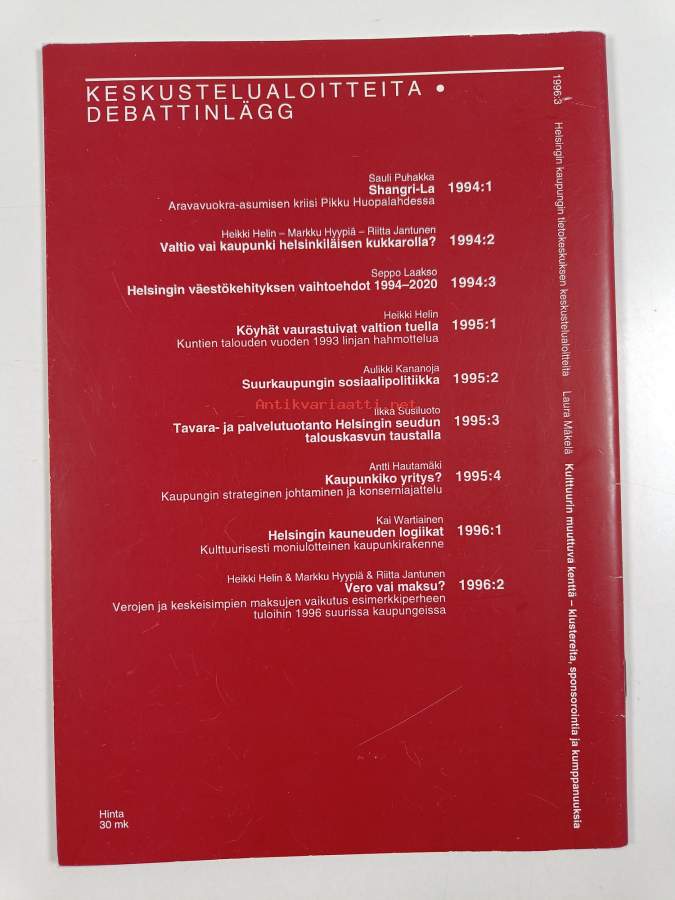 KESKUSTELUALOITTEITA •
DEBATTINLÄGG
Sauli Puhakka
Shangri-La 1994:1
Aravavuokra-asumisen kriisi Pikku Huopalahdessa
Heikki Helin – Markku Hyypiä – Riitta Jantunen
Valtio vai kaupunki helsinkiläisen kukkarolla? 1994:2
Seppo Laakso
Helsingin väestökehityksen vaihtoehdot 1994–2020 1994:3
Heikki Helin
Köyhät vaurastuivat valtion tuella 1995:1
Kuntien talouden vuoden 1993 linjan hahmottelua
Aulikki Kananoja
Suurkaupungin sosiaalipolitiikka 1995:2
Antikvariaatti.net
Ilkka Susiluoto
Tavara- ja palvelutuotanto Helsingin seudun 1995:3
talouskasvun taustalla
Antti Hautamäki
Kaupunkiko yritys? 1995:4
Kaupungin strateginen johtaminen ja konserniajattelu
Kai Wartiainen
Helsingin kauneuden logiikat 1996:1
Kulttuurisesti moniulotteinen kaupunkirakenne
Heikki Helin & Markku Hyypiä & Riitta Jantunen
Vero vai maksu? 1996:2
Verojen ja keskeisimpien maksujen vaikutus esimerkkiperheen
tuloihin 1996 suurissa kaupungeissa
Hinta
30 mk
1996:3 Helsingin kaupungin tietokeskuksen keskustelualoitteita Laura Mäkelä Kulttuurin muuttuva kenttä – klustereita, sponsorointia ja kumppanuuksia